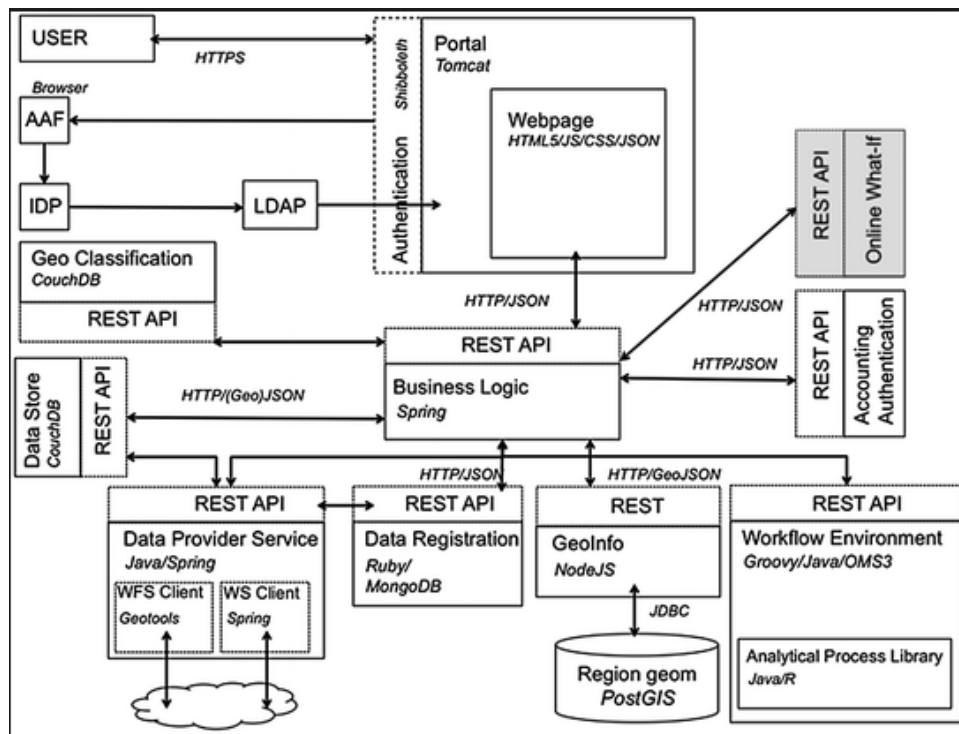 USER
HTTPS
Shibboleth
Authentication
Portal
Tomcat
Webpage
HTML5/JS/CSS/JSON
Browser
AAF
IDP
LDAP
REST API
Online What-If
Geo Classification
CouchDB
REST API
HTTP/JSON
HTTP/JSON
REST API
Accounting
Authentication
REST API
Business Logic
Spring
HTTP/JSON
Data Store
CouchDB
REST API
HTTP/(Geo)JSON
HTTP/JSON
HTTP/GeoJSON
REST API
Data Provider Service
Java/Spring
WFS Client
Geotools
WS Client
Spring
REST API
Data Registration
Ruby/
MongoDB
REST
GeoInfo
NodeJS
JDBC
Region geom
PostGIS
REST API
Workflow Environment
Groovy/Java/OMS3
Analytical Process Library
Java/R